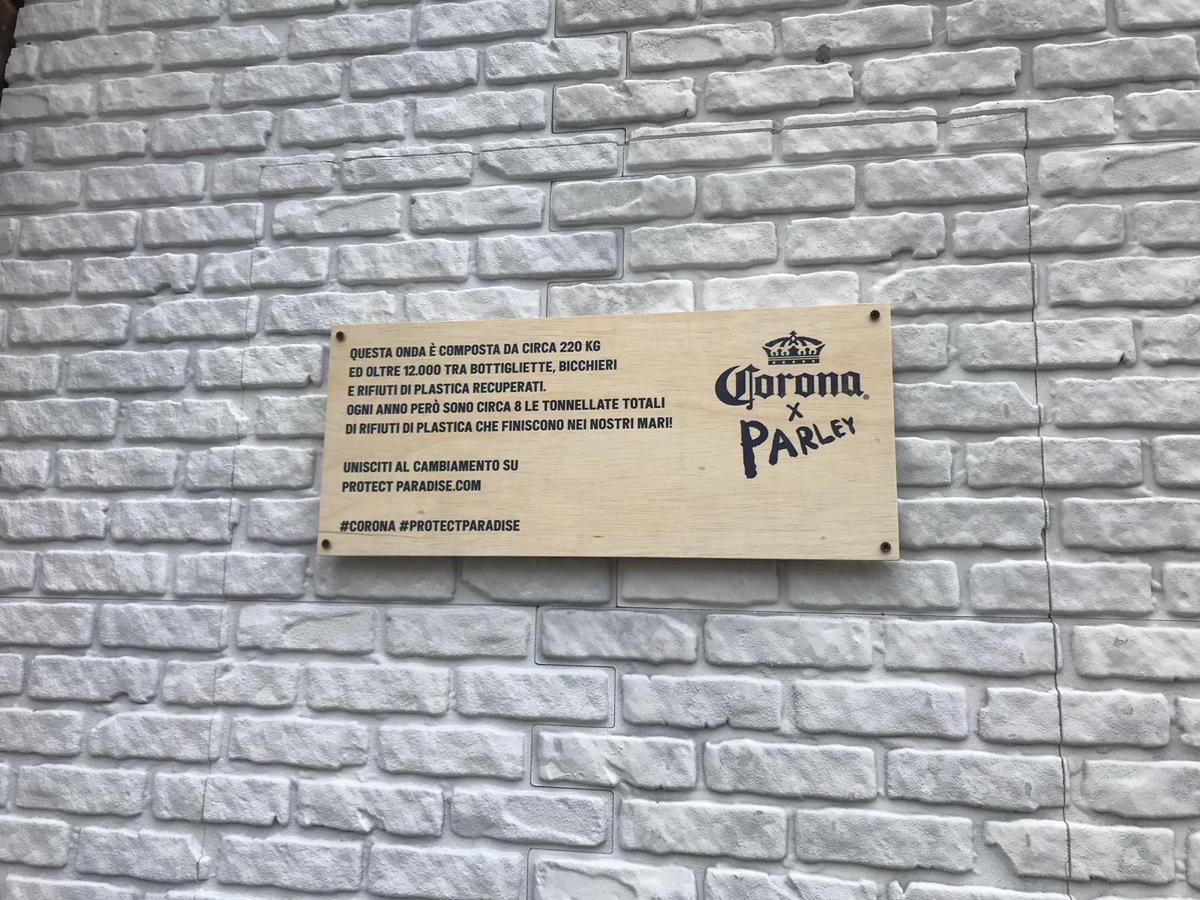 QUESTA ONDA È COMPOSTA DA CIRCA 220 KG
ED OLTRE 12.000 TRA BOTTIGLIETTE, BICCHIERI
E RIFIUTI DI PLASTICA RECUPERATI.
OGNI ANNO PERÒ SONO CIRCA 8 LE TONNELLATE TOTALI
DI RIFIUTI DI PLASTICA CHE FINISCONO NEI NOSTRI MARI!
UNISCITI AL CAMBIAMENTO SU
PROTECT PARADISE.COM
#CORONA #PROTECTPARADISE
Corona®
X
PARLEY